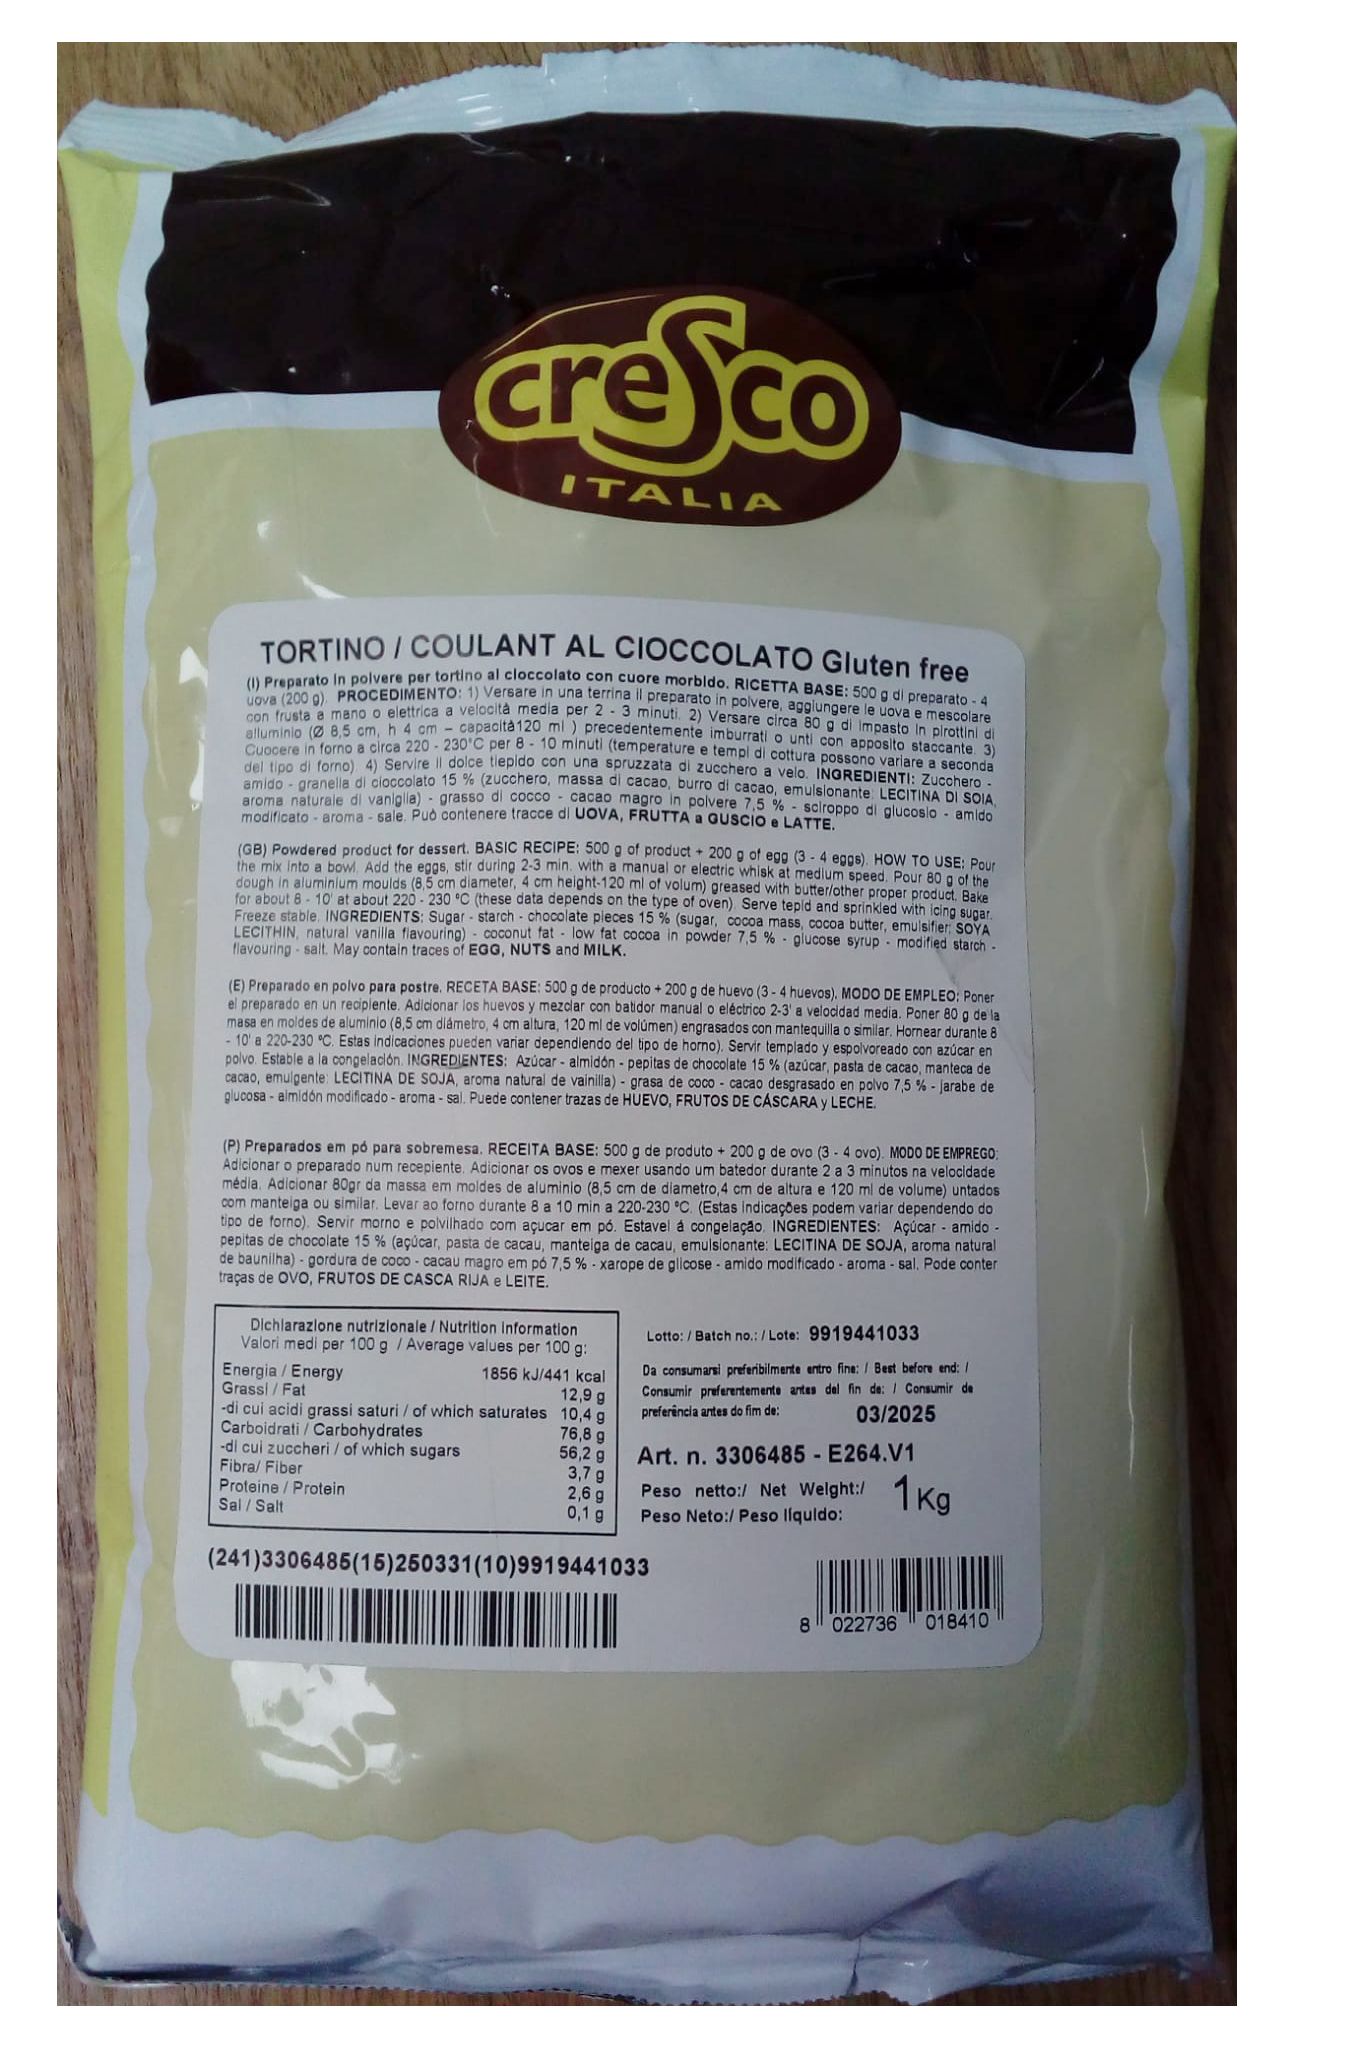 creSco
ITALIA
TORTINO / COULANT AL CIOCCOLATO Gluten free
(I) Preparato in polvere per tortino al cioccolato con cuore morbido. RICETTA BASE: 500 g di preparato - 4
uova (200 g). PROCEDIMENTO: 1) Versare in una terrina il preparato in polvere, aggiungere le uova e mescolare
con frusta a mano o elettrica a velocità media per 2 - 3 minuti. 2) Versare circa 80 g di impasto in pirottini di
alluminio (Ø 8,5 cm, h 4 cm – capacità120 ml ) precedentemente imburrati o unti con apposito staccante. 3)
Cuocere in forno a circa 220 - 230°C per 8 - 10 minuti (temperature e tempi di cottura possono variare a seconda
del tipo di forno). 4) Servire il dolce tiepido con una spruzzata di zucchero a velo. INGREDIENTI: Zucchero -
amido - granella di cioccolato 15 % (zucchero, massa di cacao, burro di cacao, emulsionante: LECITINA DI SOIA,
aroma naturale di vaniglia) - grasso di cocco - cacao magro in polvere 7,5 % - sciroppo di glucosio - amido
modificato - aroma - sale. Può contenere tracce di UOVA, FRUTTA a GUSCIO e LATTE.
(GB) Powdered product for dessert. BASIC RECIPE: 500 g of product + 200 g of egg (3 - 4 eggs). HOW TO USE: Pour
the mix into a bowl. Add the eggs, stir during 2-3 min. with a manual or electric whisk at medium speed. Pour 80 g of the
dough in aluminium moulds (8,5 cm diameter, 4 cm height-120 ml of volum) greased with butter/other proper product. Bake
for about 8 - 10' at about 220 - 230 °C (these data depends on the type of oven). Serve tepid and sprinkled with icing sugar.
Freeze stable. INGREDIENTS: Sugar - starch - chocolate pieces 15 % (sugar, cocoa mass, cocoa butter, emulsifier: SOYA
LECITHIN, natural vanilla flavouring) - coconut fat - low fat cocoa in powder 7,5 % - glucose syrup - modified starch -
flavouring - salt. May contain traces of EGG, NUTS and MILK.
(E) Preparado en polvo para postre. RECETA BASE: 500 g de producto + 200 g de huevo (3 - 4 huevos). MODO DE EMPLEO: Poner
el preparado en un recipiente. Adicionar los huevos y mezclar con batidor manual o eléctrico 2-3' a velocidad media. Poner 80 g de la
masa en moldes de aluminio (8,5 cm diámetro, 4 cm altura, 120 ml de volúmen) engrasados con mantequilla o similar. Hornear durante 8
- 10' a 220-230 °C. Estas indicaciones pueden variar dependiendo del tipo de horno). Servir templado y espolvoreado con azúcar en
polvo. Estable a la congelación. INGREDIENTES: Azúcar - almidón - pepitas de chocolate 15 % (azúcar, pasta de cacao, manteca de
cacao, emulgente: LECITINA DE SOJA, aroma natural de vainilla) - grasa de coco - cacao desgrasado en polvo 7,5 % - jarabe de
glucosa - almidón modificado - aroma - sal. Puede contener trazas de HUEVO, FRUTOS DE CÁSCARA y LECHE.
(P) Preparados em pó para sobremesa. RECEITA BASE: 500 g de produto + 200 g de ovo (3 - 4 ovo). MODO DE EMPREGO:
Adicionar o preparado num recepiente. Adicionar os ovos e mexer usando um batedor durante 2 a 3 minutos na velocidade
média. Adicionar 80gr da massa em moldes de aluminio (8,5 cm de diametro,4 cm de altura e 120 ml de volume) untados
com manteiga ou similar. Levar ao forno durante 8 a 10 min a 220-230 °C. (Estas indicações podem variar dependendo do
tipo de forno). Servir morno e polvilhado com açucar em pó. Estavel á congelação. INGREDIENTES: Açúcar - amido -
pepitas de chocolate 15 % (açúcar, pasta de cacau, manteiga de cacau, emulsionante: LECITINA DE SOJA, aroma natural
de baunilha) - gordura de coco - cacau magro em pó 7,5 % - xarope de glicose - amido modificado - aroma - sal. Pode conter
traças de OVO, FRUTOS DE CASCA RIJA e LEITE.
Dichiarazione nutrizionale / Nutrition information
Valori medi per 100 g / Average values per 100 g:
Energia / Energy 1856 kJ/441 kcal
Grassi / Fat 12,9 g
-di cui acidi grassi saturi / of which saturates 10,4 g
Carboidrati / Carbohydrates 76,8 g
-di cui zuccheri / of which sugars 56,2 g
Fibra/ Fiber 3,7 g
Proteine / Protein 2,6 g
Sal / Salt 0,1 g
Lotto: / Batch no.: / Lote: 9919441033
Da consumarsi preferibilmente entro fine: / Best before end: /
Consumir preferentemente antes del fin de: / Consumir de
preferência antes do fim de: 03/2025
Art. n. 3306485 - E264.V1
Peso netto:/ Net Weight:/ 1 Kg
Peso Neto:/ Peso líquido:
(241)3306485(15)250331(10)9919441033
8 022736 018410